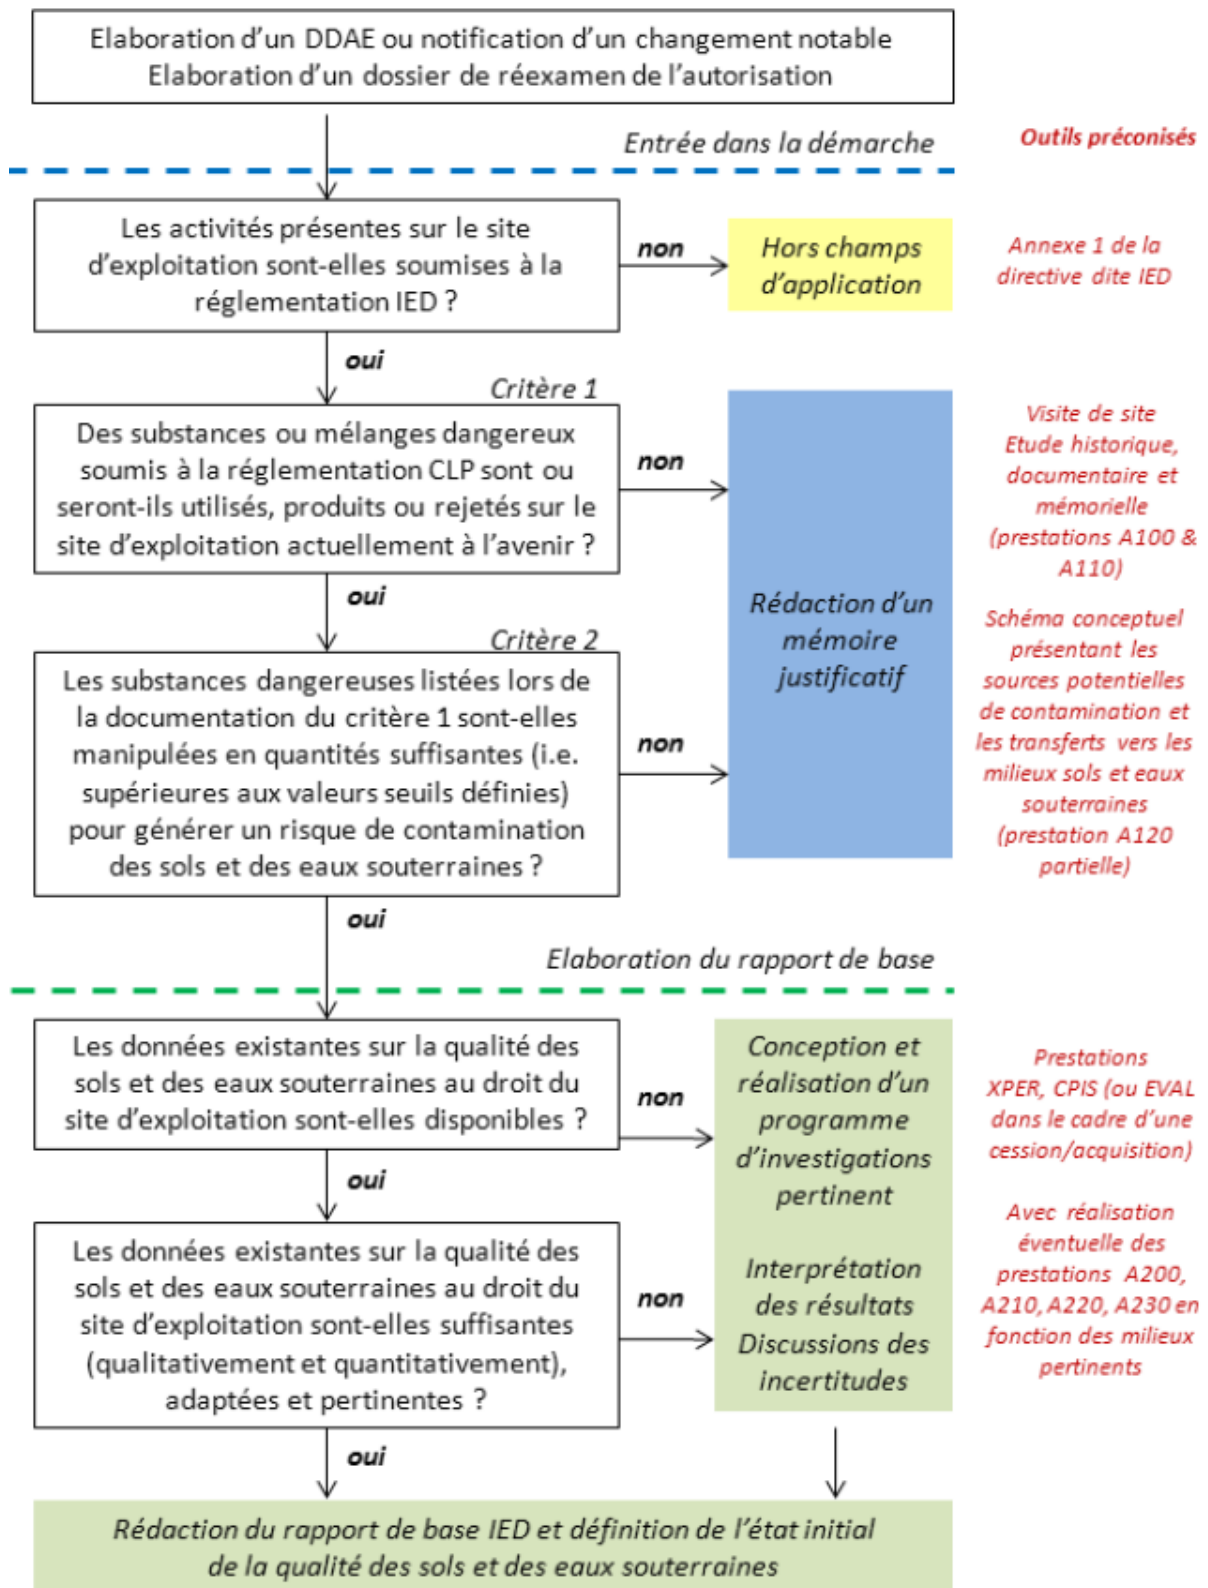 Elaboration d’un DDAE ou notification d’un changement notable
Elaboration d’un dossier de réexamen de l’autorisation
Entrée dans la démarche
Outils préconisés
Les activités présentes sur le site
d’exploitation sont-elles soumises à la
réglementation IED ?
non
Hors champs
d’application
Annexe 1 de la
directive dite IED
oui
Critère 1
Des substances ou mélanges dangereux
soumis à la réglementation CLP sont ou
seront-ils utilisés, produits ou rejetés sur le
site d’exploitation actuellement à l’avenir ?
non
Rédaction d’un
mémoire
justificatif
Visite de site
Etude historique,
documentaire et
mémorielle
(prestations A100 &
A110)
oui
Critère 2
Les substances dangereuses listées lors de
la documentation du critère 1 sont-elles
manipulées en quantités suffisantes (i.e.
supérieures aux valeurs seuils définies)
pour générer un risque de contamination
des sols et des eaux souterraines ?
non
Schéma conceptuel
présentant les
sources potentielles
de contamination et
les transferts vers les
milieux sols et eaux
souterraines
(prestation A120
partielle)
oui
Elaboration du rapport de base
Les données existantes sur la qualité des
sols et des eaux souterraines au droit du
site d’exploitation sont-elles disponibles ?
non
Conception et
réalisation d’un
programme
d’investigations
pertinent
Interprétation
des résultats
Discussions des
incertitudes
Prestations
XPER, CPIS (ou EVAL
dans le cadre d’une
cession/acquisition)
oui
Les données existantes sur la qualité des
sols et des eaux souterraines au droit du
site d’exploitation sont-elles suffisantes
(qualitativement et quantitativement),
adaptées et pertinentes ?
non
Avec réalisation
éventuelle des
prestations A200,
A210, A220, A230 en
fonction des milieux
pertinents
oui
Rédaction du rapport de base IED et définition de l’état initial
de la qualité des sols et des eaux souterraines